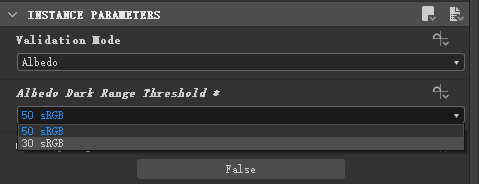 INSTANCE PARAMETERS
Validation Mode
Albedo
Albedo Dark Range Threshold *
50 sRGB
50 sRGB
30 sRGB
False